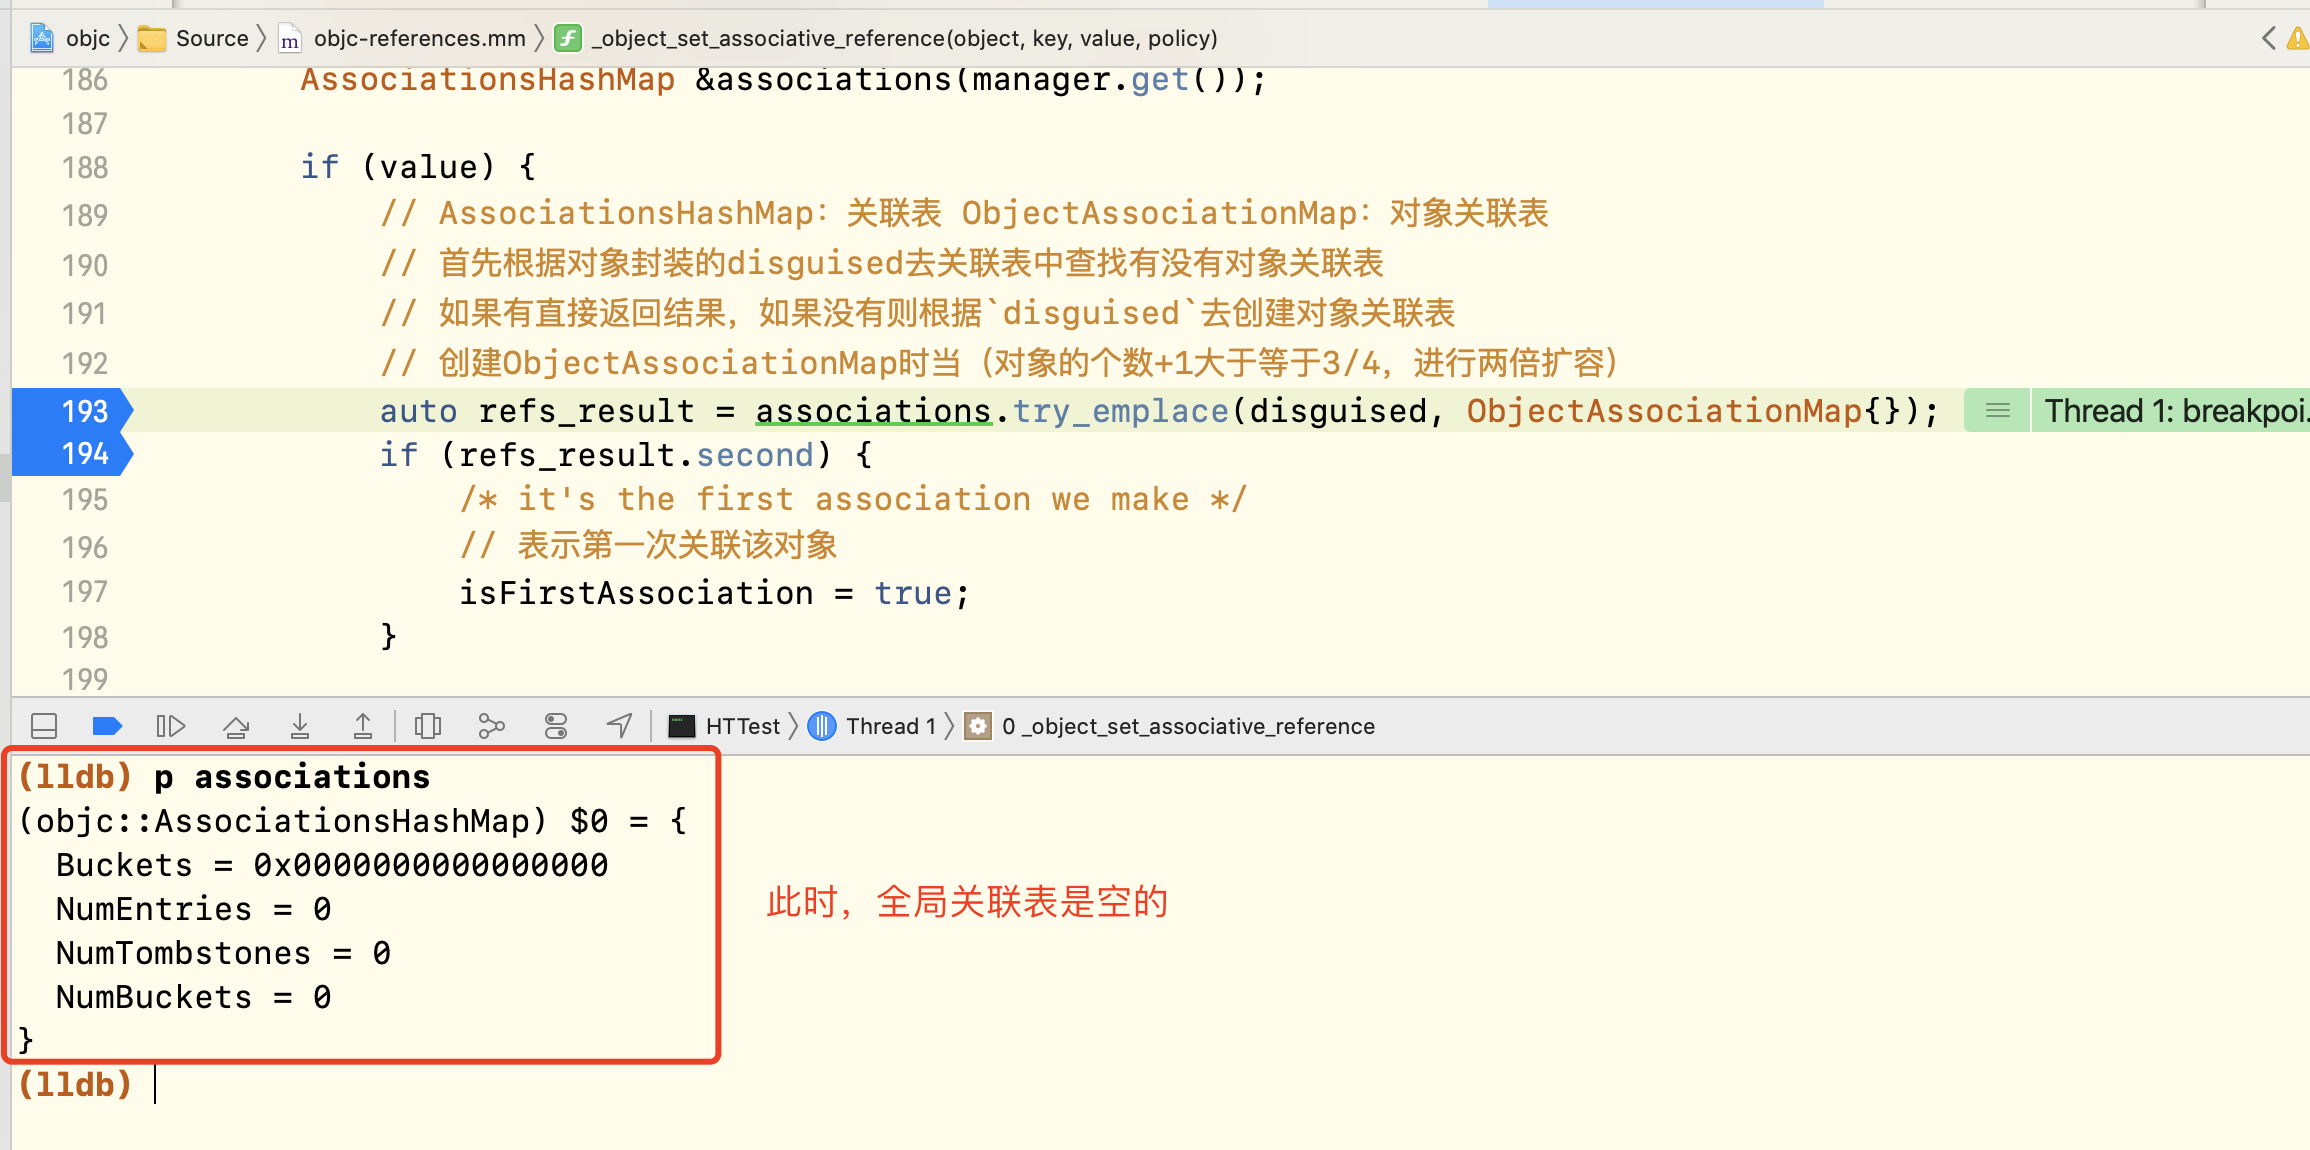 objc Source objc-references.mm _object_set_associative_reference(object, key, value, policy)
186 AssociationsHashMap &associations(manager.get());
187
188 if (value) {
189 // AssociationsHashMap：关联表 ObjectAssociationMap：对象关联表
190 // 首先根据对象封装的disguised去关联表中查找有没有对象关联表
191 // 如果有直接返回结果，如果没有则根据`disguised`去创建对象关联表
192 // 创建ObjectAssociationMap时当（对象的个数+1大于等于3/4，进行两倍扩容）
193 auto refs_result = associations.try_emplace(disguised, ObjectAssociationMap{}); Thread 1: breakpoi.
194 if (refs_result.second) {
195 /* it's the first association we make */
196 // 表示第一次关联该对象
197 isFirstAssociation = true;
198 }
199
HTTest Thread 1 0 _object_set_associative_reference
(lldb) p associations
(objc::AssociationsHashMap) $0 = {
Buckets = 0x0000000000000000
NumEntries = 0
此时，全局关联表是空的
NumTombstones = 0
NumBuckets = 0
}
(lldb)